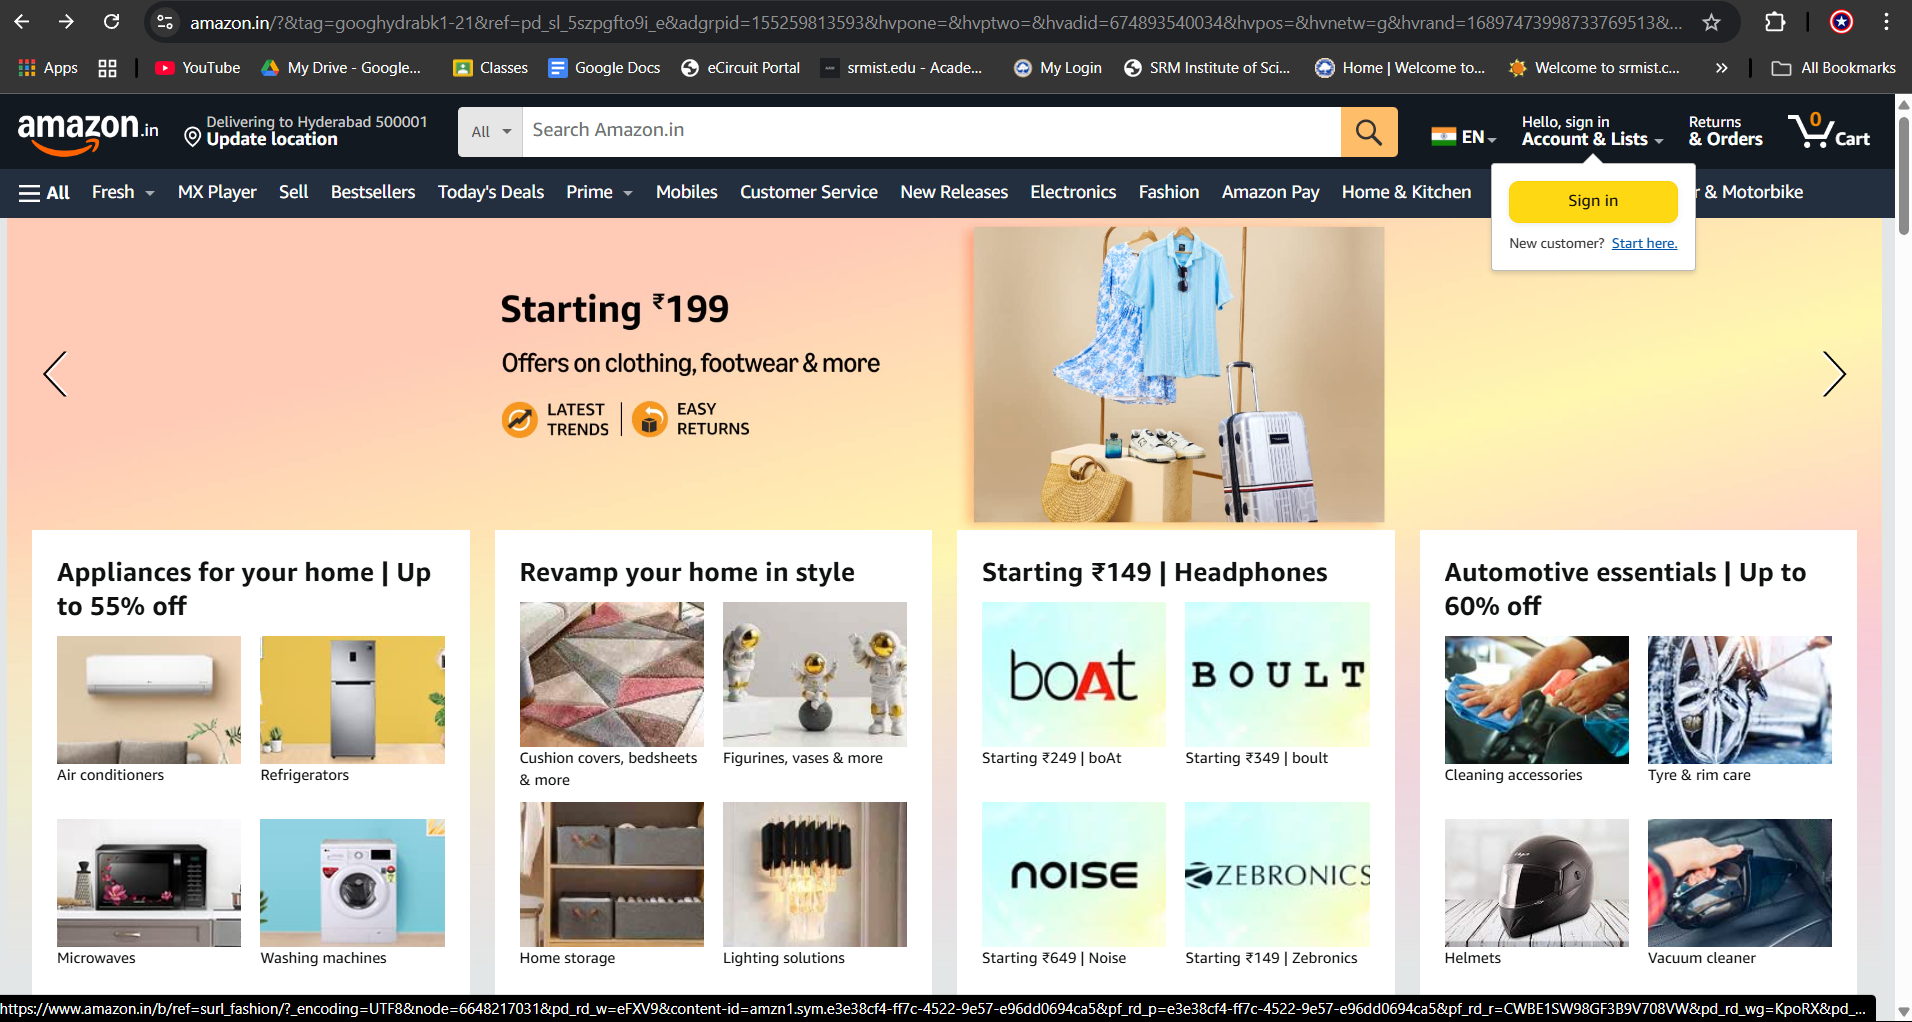 amazon.in/?&tag=googhydrabk1-21&ref=pd_sl_5szpgfto9i_e&adgrpid=155259813593&hvpone=&hvptwo=&hvadid=674893540034&hvpos=&hvnetw=g&hvrand=16897473998733769513&...
Apps
YouTube
My Drive - Google...
Classes
Google Docs
eCircuit Portal
srmist.edu - Acade...
My Login
SRM Institute of Sci...
Home | Welcome to...
Welcome to srmist.c...
»
All Bookmarks
amazon.in
Delivering to Hyderabad 500001
Update location
All
Search Amazon.in
EN
Hello, sign in
Account & Lists
Returns
& Orders
0
Cart
All
Fresh
MX Player
Sell
Bestsellers
Today's Deals
Prime
Mobiles
Customer Service
New Releases
Electronics
Fashion
Amazon Pay
Home & Kitchen
r & Motorbike
Sign in
New customer? Start here.
Starting ₹199
Offers on clothing, footwear & more
LATEST
TRENDS
EASY
RETURNS
Appliances for your home | Up
to 55% off
Air conditioners
Refrigerators
Microwaves
Washing machines
Revamp your home in style
Cushion covers, bedsheets
& more
Figurines, vases & more
Home storage
Lighting solutions
Starting ₹149 | Headphones
boAt
BOULT
Starting ₹249 | boAt
Starting ₹349 | boult
NOISE
ZEBRONICS
Starting ₹649 | Noise
Starting ₹149 | Zebronics
Automotive essentials | Up to
60% off
Cleaning accessories
Tyre & rim care
Helmets
Vacuum cleaner
https://www.amazon.in/b/ref=surl_fashion/?_encoding=UTF8&node=6648217031&pd_rd_w=eFXV9&content-id=amzn1.sym.e3e38cf4-ff7c-4522-9e57-e96dd0694ca5&pf_rd_p=e3e38cf4-ff7c-4522-9e57-e96dd0694ca5&pf_rd_r=CWBE1SW98GF3B9V708VW&pd_rd_wg=KpoRX&pd_...